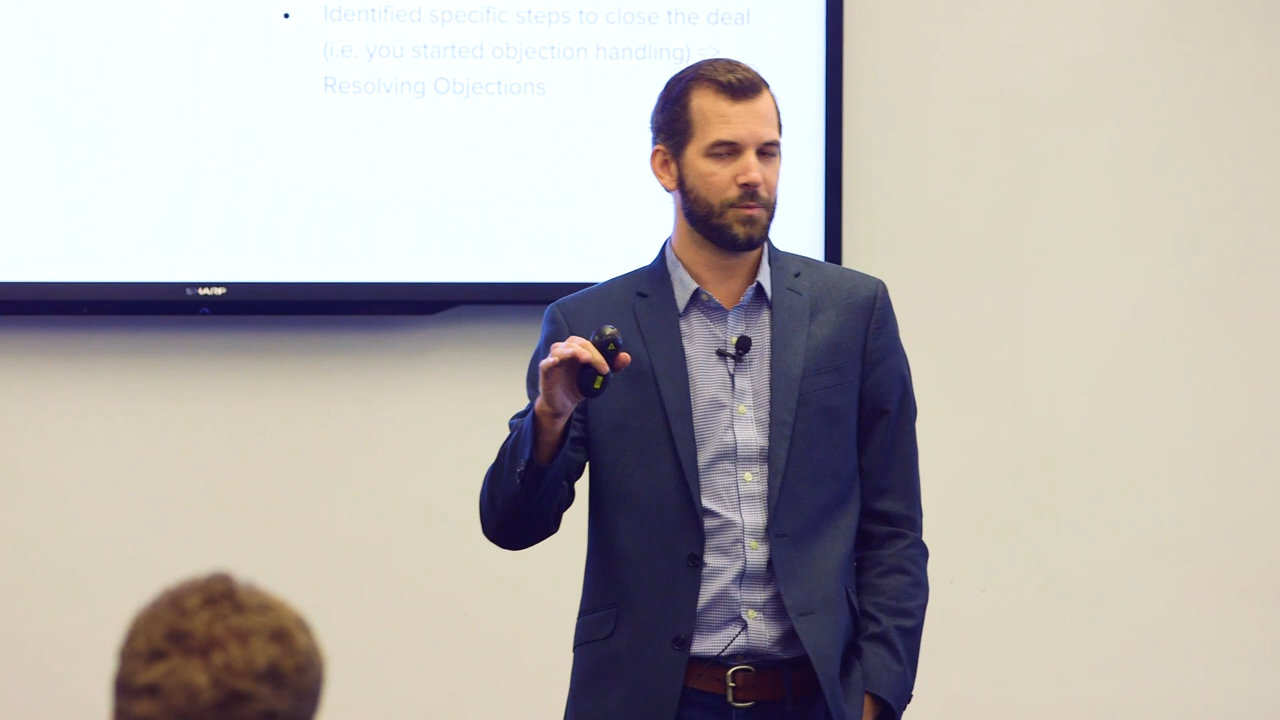 Identified specific steps to close the deal
(i.e. you started objection handling) =>
Resolving Objections
SHARP